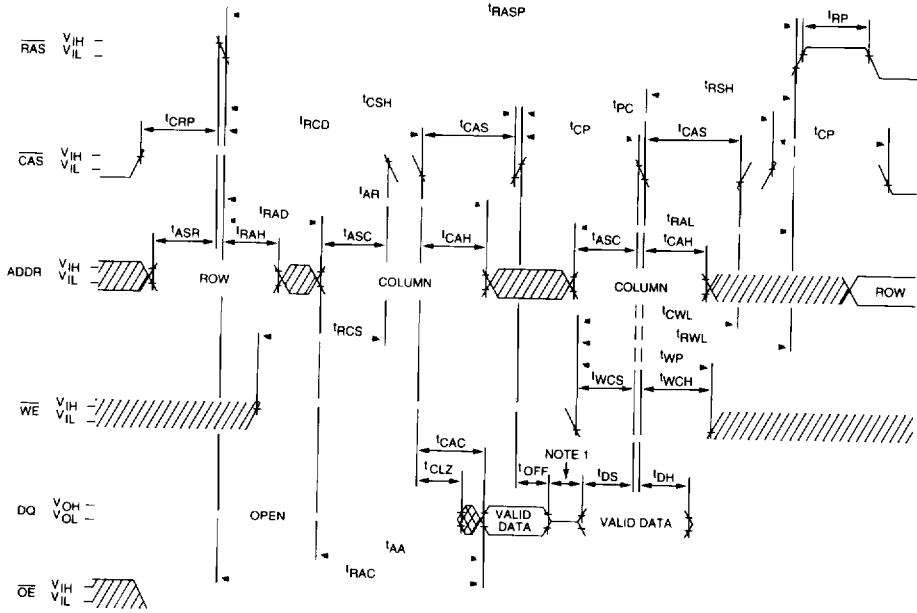 tRASP
tRP
RAS VIH
VIL
tCSH tRSH
tCRP tRCD tCAS tCP tPC tCAS tCP
CAS VIH
VIL
tAR
tRAD tRAL
tASR tRAH tASC tCAH tASC tCAH
ADDR VIH
VIL
ROW COLUMN COLUMN ROW
tRCS tCWL
tRWL
tWP
tWCS tWCH
WE VIH
VIL
tCAC NOTE 1
tCLZ tOFF tDS tDH
DQ VOH
VOL
OPEN VALID DATA VALID DATA
tAA
tRAC
OE VIH
VIL